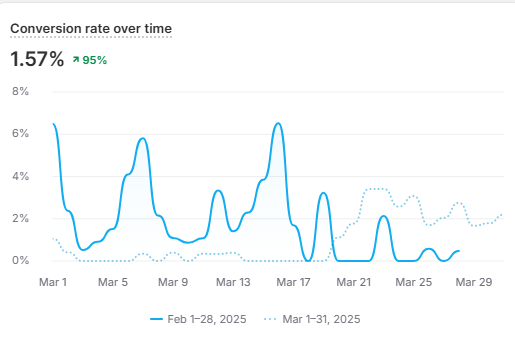 Conversion rate over time
1.57% ↗ 95%
8%
6%
4%
2%
0%
Mar 1 Mar 5 Mar 9 Mar 13 Mar 17 Mar 21 Mar 25 Mar 29
Feb 1–28, 2025 Mar 1–31, 2025